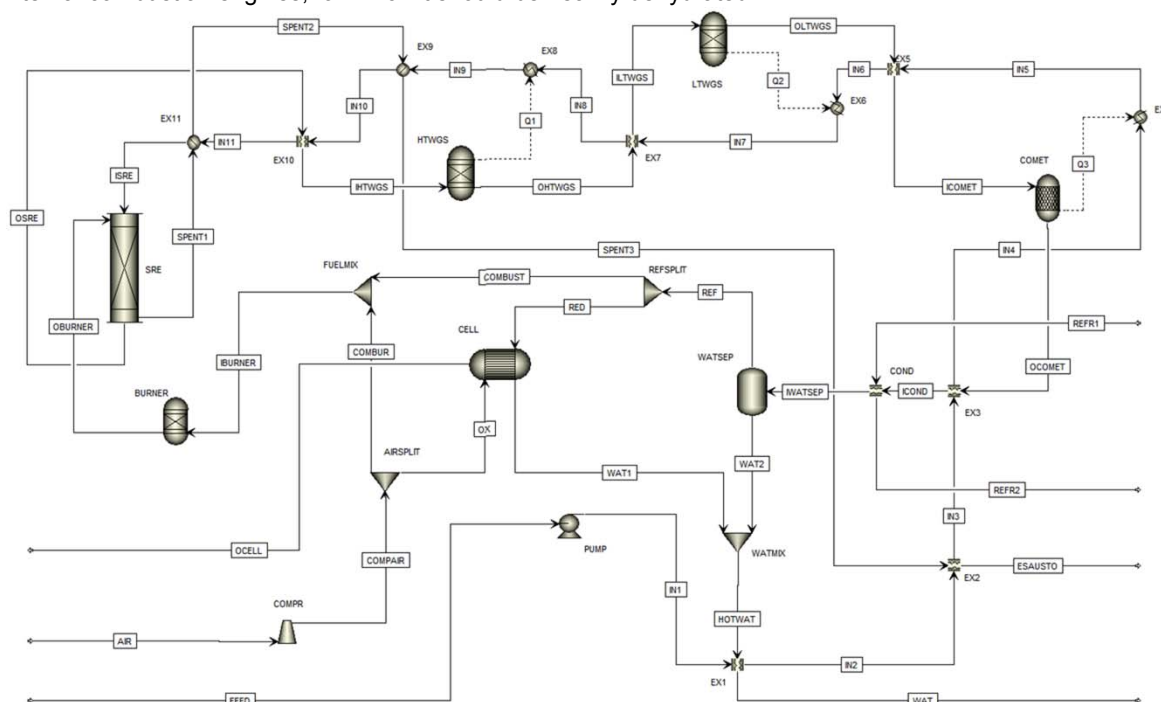 SPENT2
OLTWGS
EX9
EX8
IN9
ILTWGS
Q2
IN6
EX5
IN5
LTWGS
EX6
IN10
IN8
Q1
EX11
IN11
HTWGS
IN7
EX10
EX7
COMET
Q3
ISRE
IHTWGS
OHTWGS
ICOMET
OSRE
SPENT1
SPENT3
IN4
SRE
FUELMIX
COMBUST
REFSPLIT
REF
RED
OBURNER
CELL
REFR1
COMBUR
WATSEP
IBURNER
COND
OCOMET
BURNER
IWATSEP
ICOND
EX3
OX
AIRSPLIT
WAT2
WAT1
REFR2
IN3
OCELL
PUMP
WATMIX
COMPAIR
ESAUSTO
EX2
IN1
COMPR
HOTWAT
AIR
IN2
EX1